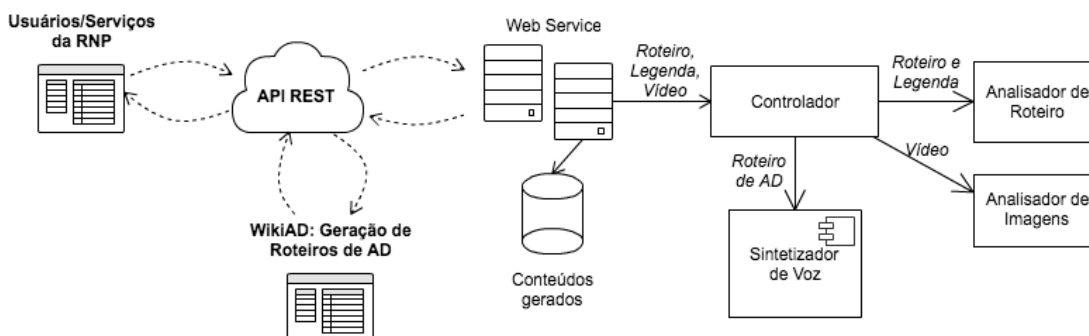 Usuários/Serviços
da RNP
API REST
WikiAD: Geração de
Roteiros de AD
Web Service
Conteúdos
gerados
Roteiro,
Legenda,
Vídeo
Controlador
Roteiro
de AD
Sintetizador
de Voz
Roteiro e
Legenda
Analisador de
Roteiro
Vídeo
Analisador de
Imagens